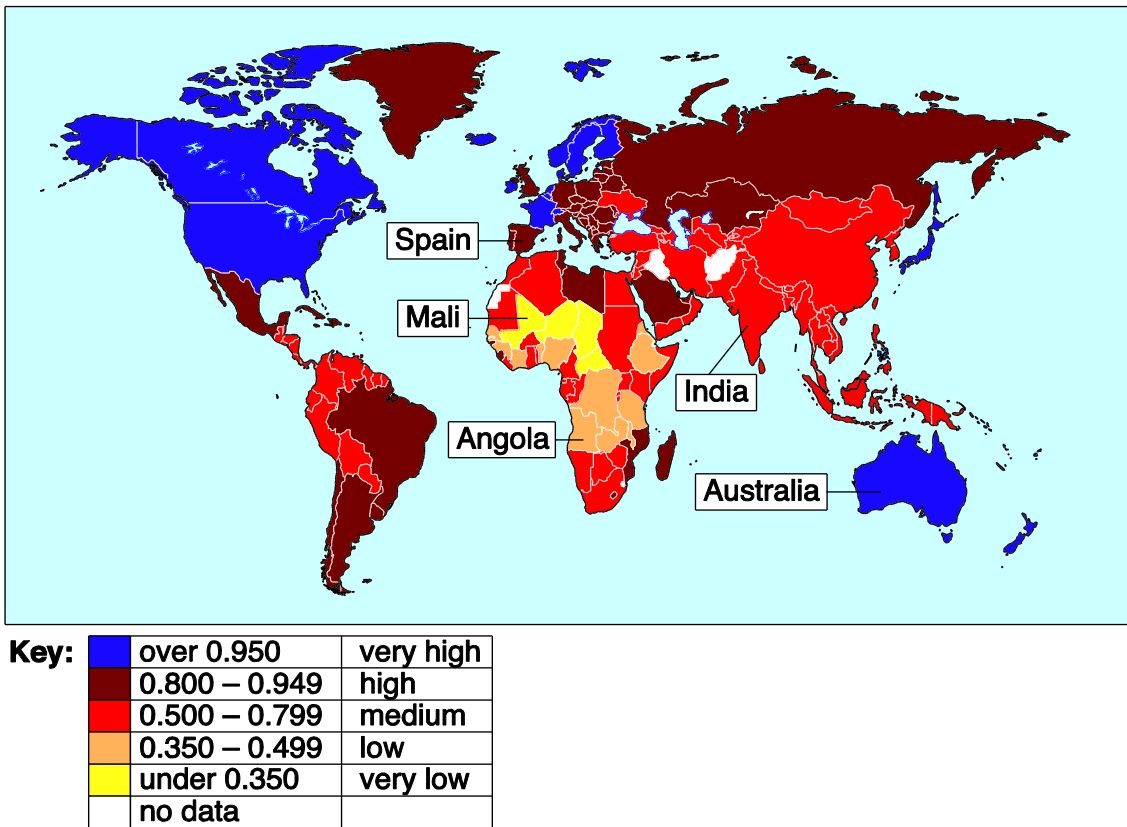 Spain
Mali
India
Angola
Australia
Key:
over 0.950 very high
0.800 – 0.949 high
0.500 – 0.799 medium
0.350 – 0.499 low
under 0.350 very low
no data